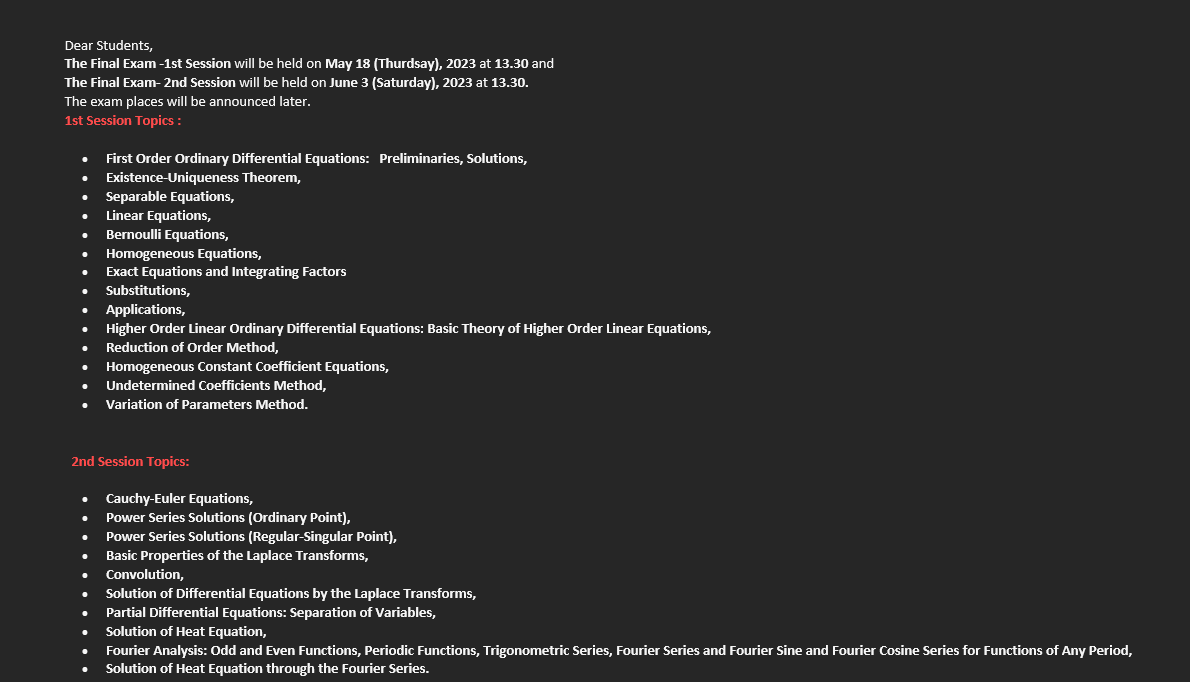 Dear Students,
The Final Exam -1st Session will be held on May 18 (Thurdsay), 2023 at 13.30 and
The Final Exam- 2nd Session will be held on June 3 (Saturday), 2023 at 13.30.
The exam places will be announced later.
1st Session Topics :
• First Order Ordinary Differential Equations: Preliminaries, Solutions,
• Existence-Uniqueness Theorem,
• Separable Equations,
• Linear Equations,
• Bernoulli Equations,
• Homogeneous Equations,
• Exact Equations and Integrating Factors
• Substitutions,
• Applications,
• Higher Order Linear Ordinary Differential Equations: Basic Theory of Higher Order Linear Equations,
• Reduction of Order Method,
• Homogeneous Constant Coefficient Equations,
• Undetermined Coefficients Method,
• Variation of Parameters Method.
2nd Session Topics:
• Cauchy-Euler Equations,
• Power Series Solutions (Ordinary Point),
• Power Series Solutions (Regular-Singular Point),
• Basic Properties of the Laplace Transforms,
• Convolution,
• Solution of Differential Equations by the Laplace Transforms,
• Partial Differential Equations: Separation of Variables,
• Solution of Heat Equation,
• Fourier Analysis: Odd and Even Functions, Periodic Functions, Trigonometric Series, Fourier Series and Fourier Sine and Fourier Cosine Series for Functions of Any Period,
• Solution of Heat Equation through the Fourier Series.